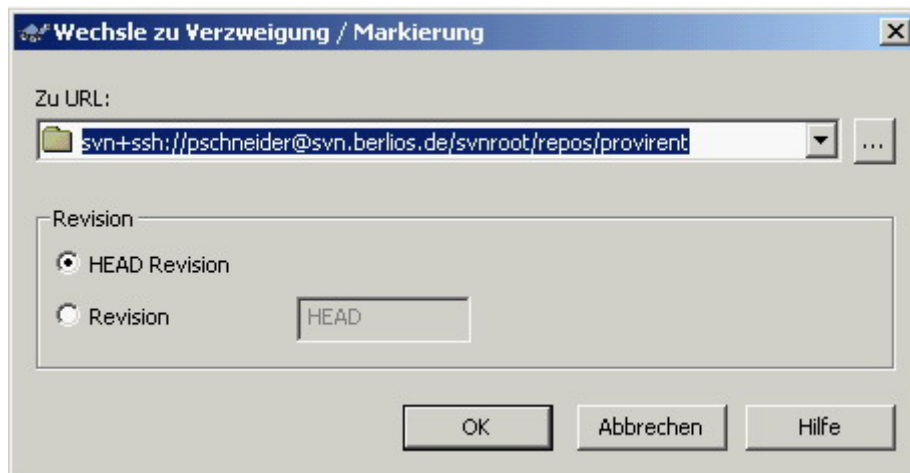 Wechsle zu Verzweigung / Markierung
Zu URL:
svn+ssh://pschneider@svn.berlios.de/svnroot/repos/provirent
...
Revision
HEAD Revision
Revision HEAD
OK Abbrechen Hilfe